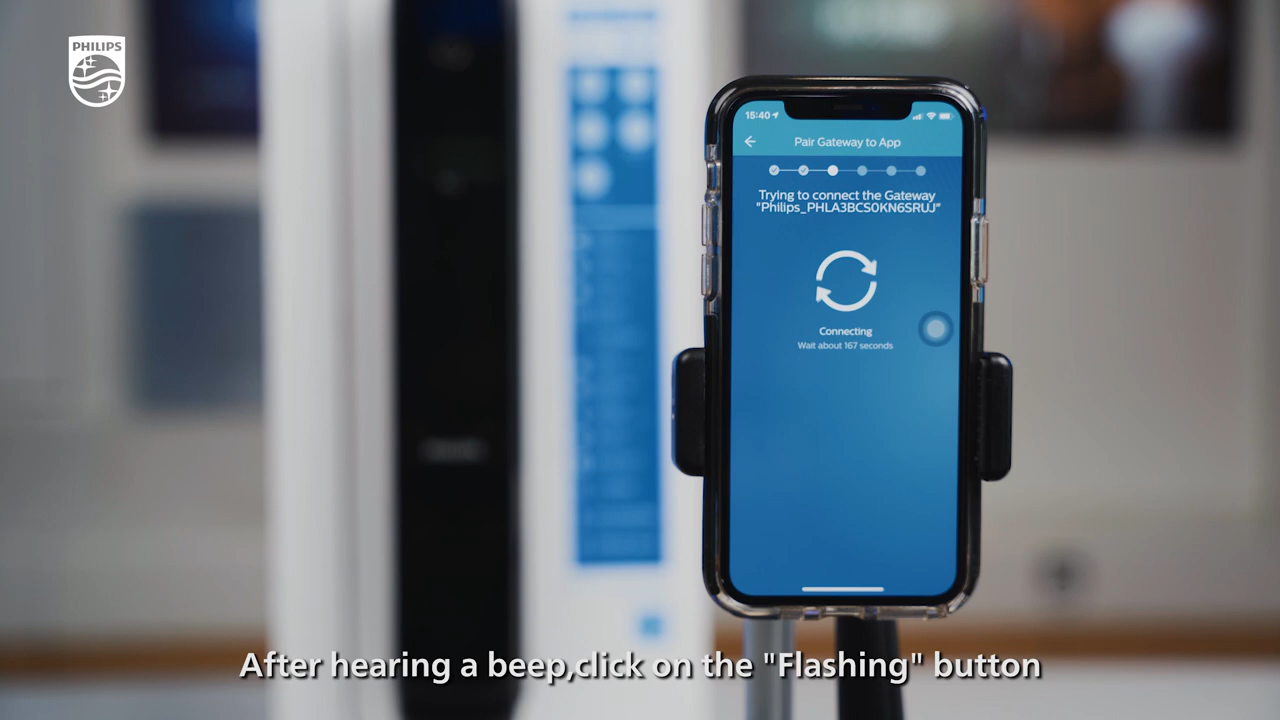 PHILIPS
15:40
Pair Gateway to App
Trying to connect the Gateway
"Philips_PHLA3BCS0KN6SRUJ"
Connecting
Wait about 167 seconds
After hearing a beep,click on the "Flashing" button